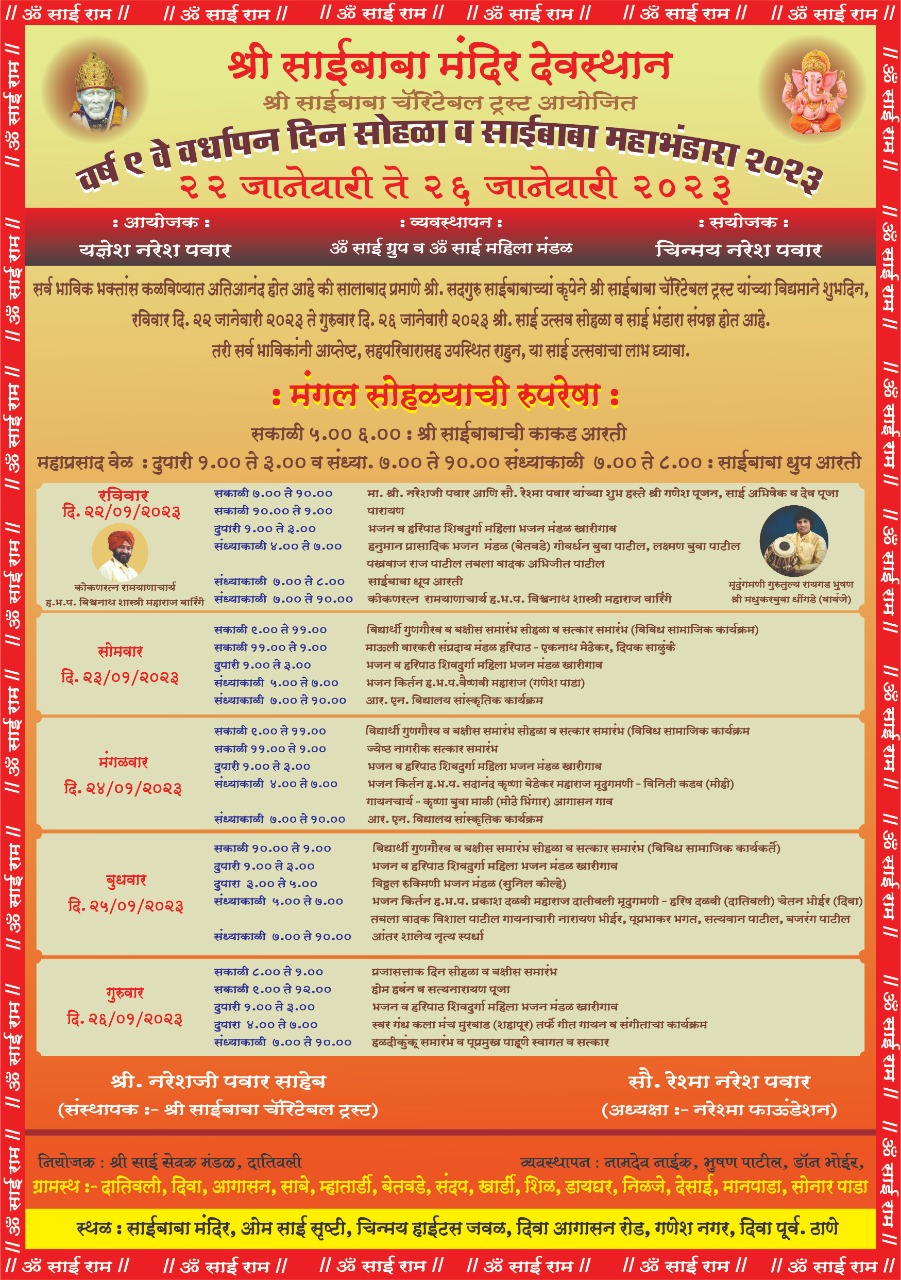 // ॐ साई राम // // ॐ साई राम // // ॐ साई राम // // ॐ साई राम // // ॐ साई राम // // ॐ साई राम //
श्री साईबाबा मंदिर देवस्थान
श्री साईबाबा चॅरिटेबल ट्रस्ट आयोजित
वर्ष ९ वे वर्धापन दिन सोहळा व साईबाबा महाभंडारा २०२३
२२ जानेवारी ते २६ जानेवारी २०२३
: आयोजक : : व्यवस्थापन : : सयोजक :
यज्ञेश नरेश पवार ॐ साई ग्रुप व ॐ साई महिला मंडळ चिन्मय नरेश पवार
सर्व भाविक भक्तांस कळविण्यात अतिआनंद होत आहे की सालाबाद प्रमाणे श्री. सद्गुरु साईबाबाच्यां कृपेने श्री साईबाबा चॅरिटेबल ट्रस्ट यांच्या विद्यमाने शुभदिन,
रविवार दि. २२ जानेवारी २०२३ ते गुरुवार दि. २६ जानेवारी २०२३ श्री. साई उत्सव सोहळा व साई भंडारा संपन्न होत आहे.
तरी सर्व भाविकांनी आप्तेष्ट, सहपरिवारासह उपस्थित राहुन, या साई उत्सवाचा लाभ घ्यावा.
: मंगल सोहळयाची रुपरेषा :
सकाळी ५.०० ६.०० : श्री साईबाबाची काकड आरती
महाप्रसाद वेळ : दुपारी १.०० ते ३.०० व संध्या. ७.०० ते १०.०० संध्याकाळी ७.०० ते ८.०० : साईबाबा धुप आरती
रविवार
दि. २२/०१/२०२३
कोकणरत्न रामयाणाचार्य
ह.भ.प. विश्वनाथ शास्त्री महाराज वारिंगे
सकाळी ७.०० ते १०.०० मा. श्री. नरेशजी पवार आणि सौ. रेश्मा पवार यांच्या शुभ हस्ते श्री गणेश पूजन, साई अभिषेक व देव पूजा
सकाळी १०.०० ते १.०० पारायण
दुपारी १.०० ते ३.०० भजन व हरिपाठ शिवदुर्गा महिला भजन मंडळ खारीगाव
संध्याकाळी ४.०० ते ७.०० हनुमान प्रासादिक भजन मंडळ (बेतवडे) गोवर्धन बुवा पाटील, लक्ष्मण बुवा पाटील
पखवाज राज पाटील तबला वादक अभिजीत पाटील
संध्याकाळी ७.०० ते ८.०० साईबाबा धूप आरती
संध्याकाळी ७.०० ते १०.०० कोकणरत्न रामयाणाचार्य ह.भ.प. विश्वनाथ शास्त्री महाराज वारिंगे
मृदुंगमणी गुरुतुल्य रायगड भुषण
श्री मधुकरबुवा धोंगडे (वाबंजे)
सोमवार
दि. २३/०१/२०२३
सकाळी ९.०० ते ११.०० विद्यार्थी गुणगौरव व बक्षीस समारंभ सोहळा व सत्कार समारंभ (विविध सामाजिक कार्यक्रम)
सकाळी ११.०० ते १.०० माऊली वारकरी संप्रदाय मंडळ हरिपाठ - एकनाथ मेढेकर, दिपक साळुंके
दुपारी १.०० ते ३.०० भजन व हरिपाठ शिवदुर्गा महिला भजन मंडळ खारीगाव
संध्याकाळी ५.०० ते ७.०० भजन किर्तन ह.भ.प.वैष्णवी महाराज (गणेश पाडा)
संध्याकाळी ७.०० ते १०.०० आर. एन. विद्यालय सांस्कृतिक कार्यक्रम
मंगळवार
दि. २४/०१/२०२३
सकाळी ९.०० ते ११.०० विद्यार्थी गुणगौरव व बक्षीस समारंभ सोहळा व सत्कार समारंभ (विविध सामाजिक कार्यक्रम
सकाळी ११.०० ते १.०० ज्येष्ठ नागरीक सत्कार समारंभ
दुपारी १.०० ते ३.०० भजन व हरिपाठ शिवदुर्गा महिला भजन मंडळ खारीगाव
संध्याकाळी ४.०० ते ७.०० भजन किर्तन ह.भ.प. सदानंद कृष्णा बेडेकर महाराज मृदुगमणी - विनिती कडव (मोही)
गायनचार्य - कृष्णा बुवा माळी (मोठे भिंगार) आगासन गाव
संध्याकाळी ७.०० ते १०.०० आर. एन. विद्यालय सांस्कृतिक कार्यक्रम
बुधवार
दि. २५/०१/२०२३
सकाळी १०.०० ते १.०० विद्यार्थी गुणगौरव व बक्षीस समारंभ सोहळा व सत्कार समारंभ (विविध सामाजिक कार्यकर्ते)
दुपारी १.०० ते ३.०० भजन व हरिपाठ शिवदुर्गा महिला भजन मंडळ खारीगाव
दुपारा ३.०० ते ५.०० विठ्ठल रुक्मिणी भजन मंडळ (सुनिल कोल्हे)
संध्याकाळी ५.०० ते ७.०० भजन किर्तन ह.भ.प. प्रकाश दळवी महाराज दातीवली मृदुगमणी - हरिष दळवी (दातिवली) चेतन भोईर (दिवा)
तबला वादक विशाल पाटील गायनाचारी नारायण भोईर, पूप्रभाकर भगत, सत्यवान पाटील, बजरंग पाटील
संध्याकाळी ७.०० ते १०.०० आंतर शालेय नृत्य स्पर्धा
गुरुवार
दि. २६/०१/२०२३
सकाळी ८.०० ते ९.०० प्रजासत्ताक दिन सोहळा व बक्षीस समारंभ
सकाळी ९.०० ते १२.०० होम हवंन व सत्यनारायण पूजा
दुपारी १.०० ते ३.०० भजन व हरिपाठ शिवदुर्गा महिला भजन मंडळ खारीगाव
दुपारा ४.०० ते ७.०० स्वर गंध कला मंच मुरबाड (शहापूर) तर्फे गीत गायन व संगीताचा कार्यक्रम
संध्याकाळी ७.०० ते १०.०० हळदीकुंकू समारंभ व पूप्रमुख पाहूणे स्वागत व सत्कार
श्री. नरेशजी पवार साहेब सौ. रेश्मा नरेश पवार
(संस्थापक :- श्री साईबाबा चॅरिटेबल ट्रस्ट) (अध्यक्षा :- नरेश्मा फाऊंडेशन)
नियोजक : श्री साई सेवक मंडळ, दातिवली व्यवस्थापन : नामदेव नाईक, भुषण पाटील, डॉन भोईर,
ग्रामस्थ :- दातिवली, दिवा, आगासन, साबे, म्हातार्डी, बेतवडे, संदप, खार्डी, शिळ, डायघर, निळजे, देसाई, मानपाडा, सोनार पाडा
स्थळ : साईबाबा मंदिर, ओम साई सृष्टी, चिन्मय हाईटस जवळ, दिवा आगासन रोड, गणेश नगर, दिवा पूर्व. ठाणे
// ॐ साई राम // // ॐ साई राम // // ॐ साई राम // // ॐ साई राम // // ॐ साई राम // // ॐ साई राम //